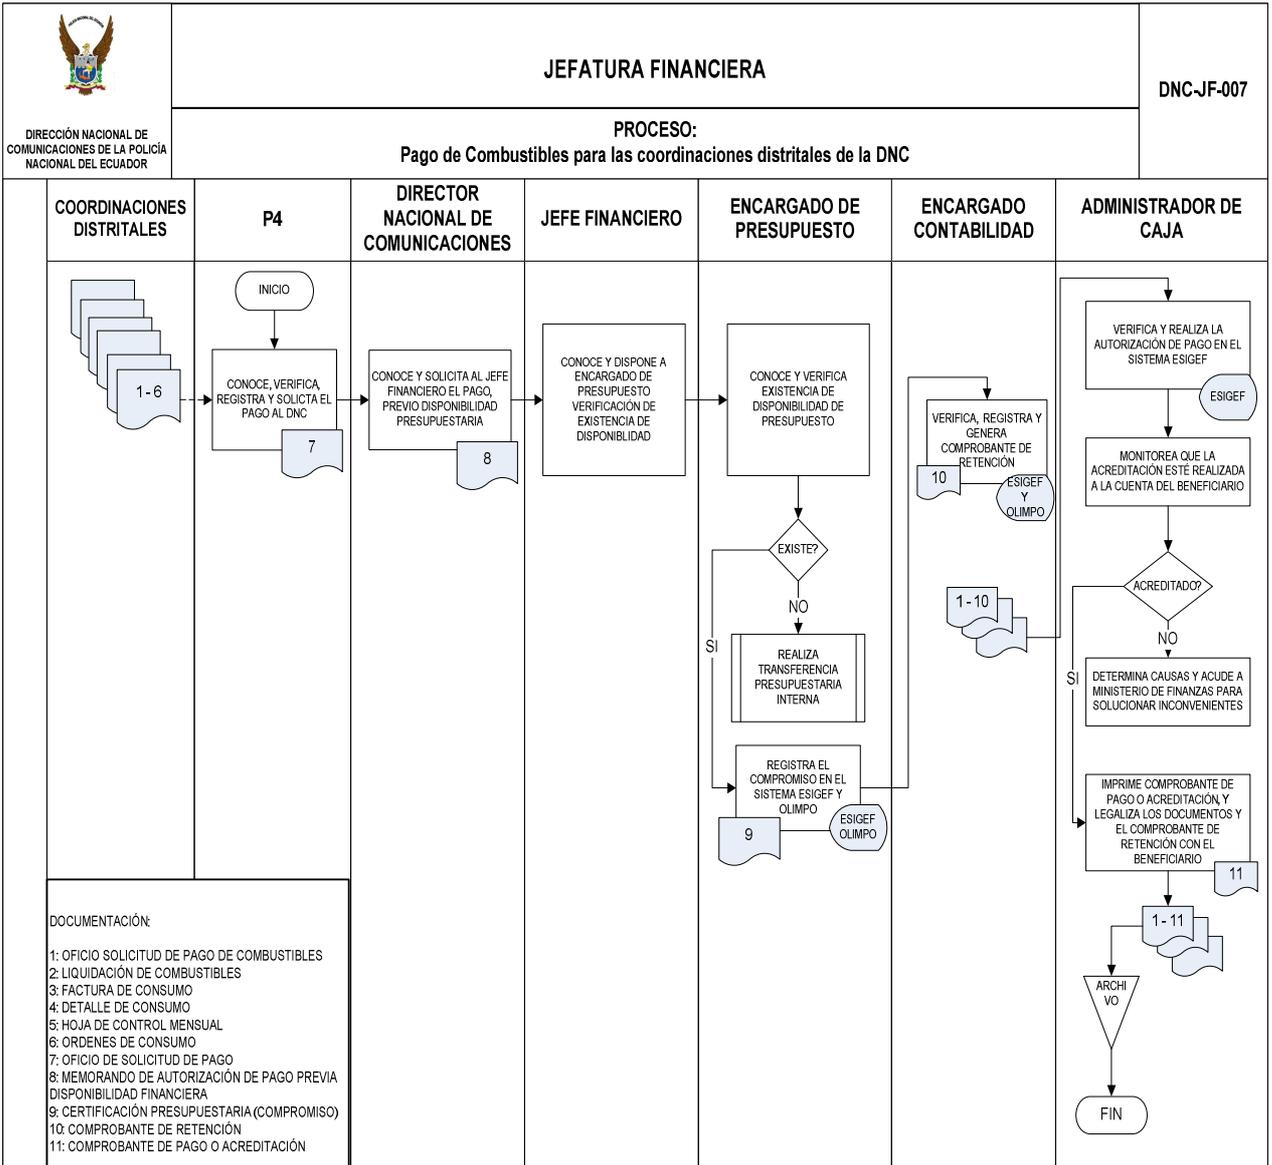 DIRECCIÓN NACIONAL DE
COMUNICACIONES DE LA POLICÍA
NACIONAL DEL ECUADOR
JEFATURA FINANCIERA
DNC-JF-007
PROCESO:
Pago de Combustibles para las coordinaciones distritales de la DNC
COORDINACIONES
DISTRITALES
P4
DIRECTOR
NACIONAL DE
COMUNICACIONES
JEFE FINANCIERO
ENCARGADO DE
PRESUPUESTO
ENCARGADO
CONTABILIDAD
ADMINISTRADOR DE
CAJA
1 - 6
INICIO
CONOCE, VERIFICA,
REGISTRA Y SOLICTA EL
PAGO AL DNC
7
CONOCE Y SOLICITA AL JEFE
FINANCIERO EL PAGO,
PREVIO DISPONIBILIDAD
PRESUPUESTARIA
8
CONOCE Y DISPONE A
ENCARGADO DE
PRESUPUESTO
VERIFICACIÓN DE
EXISTENCIA DE
DISPONIBLIDAD
CONOCE Y VERIFICA
EXISTENCIA DE
DISPONIBILIDAD DE
PRESUPUESTO
EXISTE?
NO
SI
REALIZA
TRANSFERENCIA
PRESUPUESTARIA
INTERNA
REGISTRA EL
COMPROMISO EN EL
SISTEMA ESIGEF Y
OLIMPO
9
ESIGEF
OLIMPO
VERIFICA, REGISTRA Y
GENERA
COMPROBANTE DE
RETENCIÓN
10
ESIGEF
Y
OLIMPO
1 - 10
VERIFICA Y REALIZA LA
AUTORIZACIÓN DE PAGO EN EL
SISTEMA ESIGEF
ESIGEF
MONITOREA QUE LA
ACREDITACIÓN ESTÉ REALIZADA
A LA CUENTA DEL BENEFICIARIO
ACREDITADO?
NO
SI
DETERMINA CAUSAS Y ACUDE A
MINISTERIO DE FINANZAS PARA
SOLUCIONAR INCONVENIENTES
IMPRIME COMPROBANTE DE
PAGO O ACREDITACIÓN, Y
LEGALIZA LOS DOCUMENTOS Y
EL COMPROBANTE DE
RETENCIÓN CON EL
BENEFICIARIO
11
1 - 11
ARCHI
VO
FIN
DOCUMENTACIÓN:
1: OFICIO SOLICITUD DE PAGO DE COMBUSTIBLES
2: LIQUIDACIÓN DE COMBUSTIBLES
3: FACTURA DE CONSUMO
4: DETALLE DE CONSUMO
5: HOJA DE CONTROL MENSUAL
6: ORDENES DE CONSUMO
7: OFICIO DE SOLICITUD DE PAGO
8: MEMORANDO DE AUTORIZACIÓN DE PAGO PREVIA
DISPONIBILIDAD FINANCIERA
9: CERTIFICACIÓN PRESUPUESTARIA (COMPROMISO)
10: COMPROBANTE DE RETENCIÓN
11: COMPROBANTE DE PAGO O ACREDITACIÓN